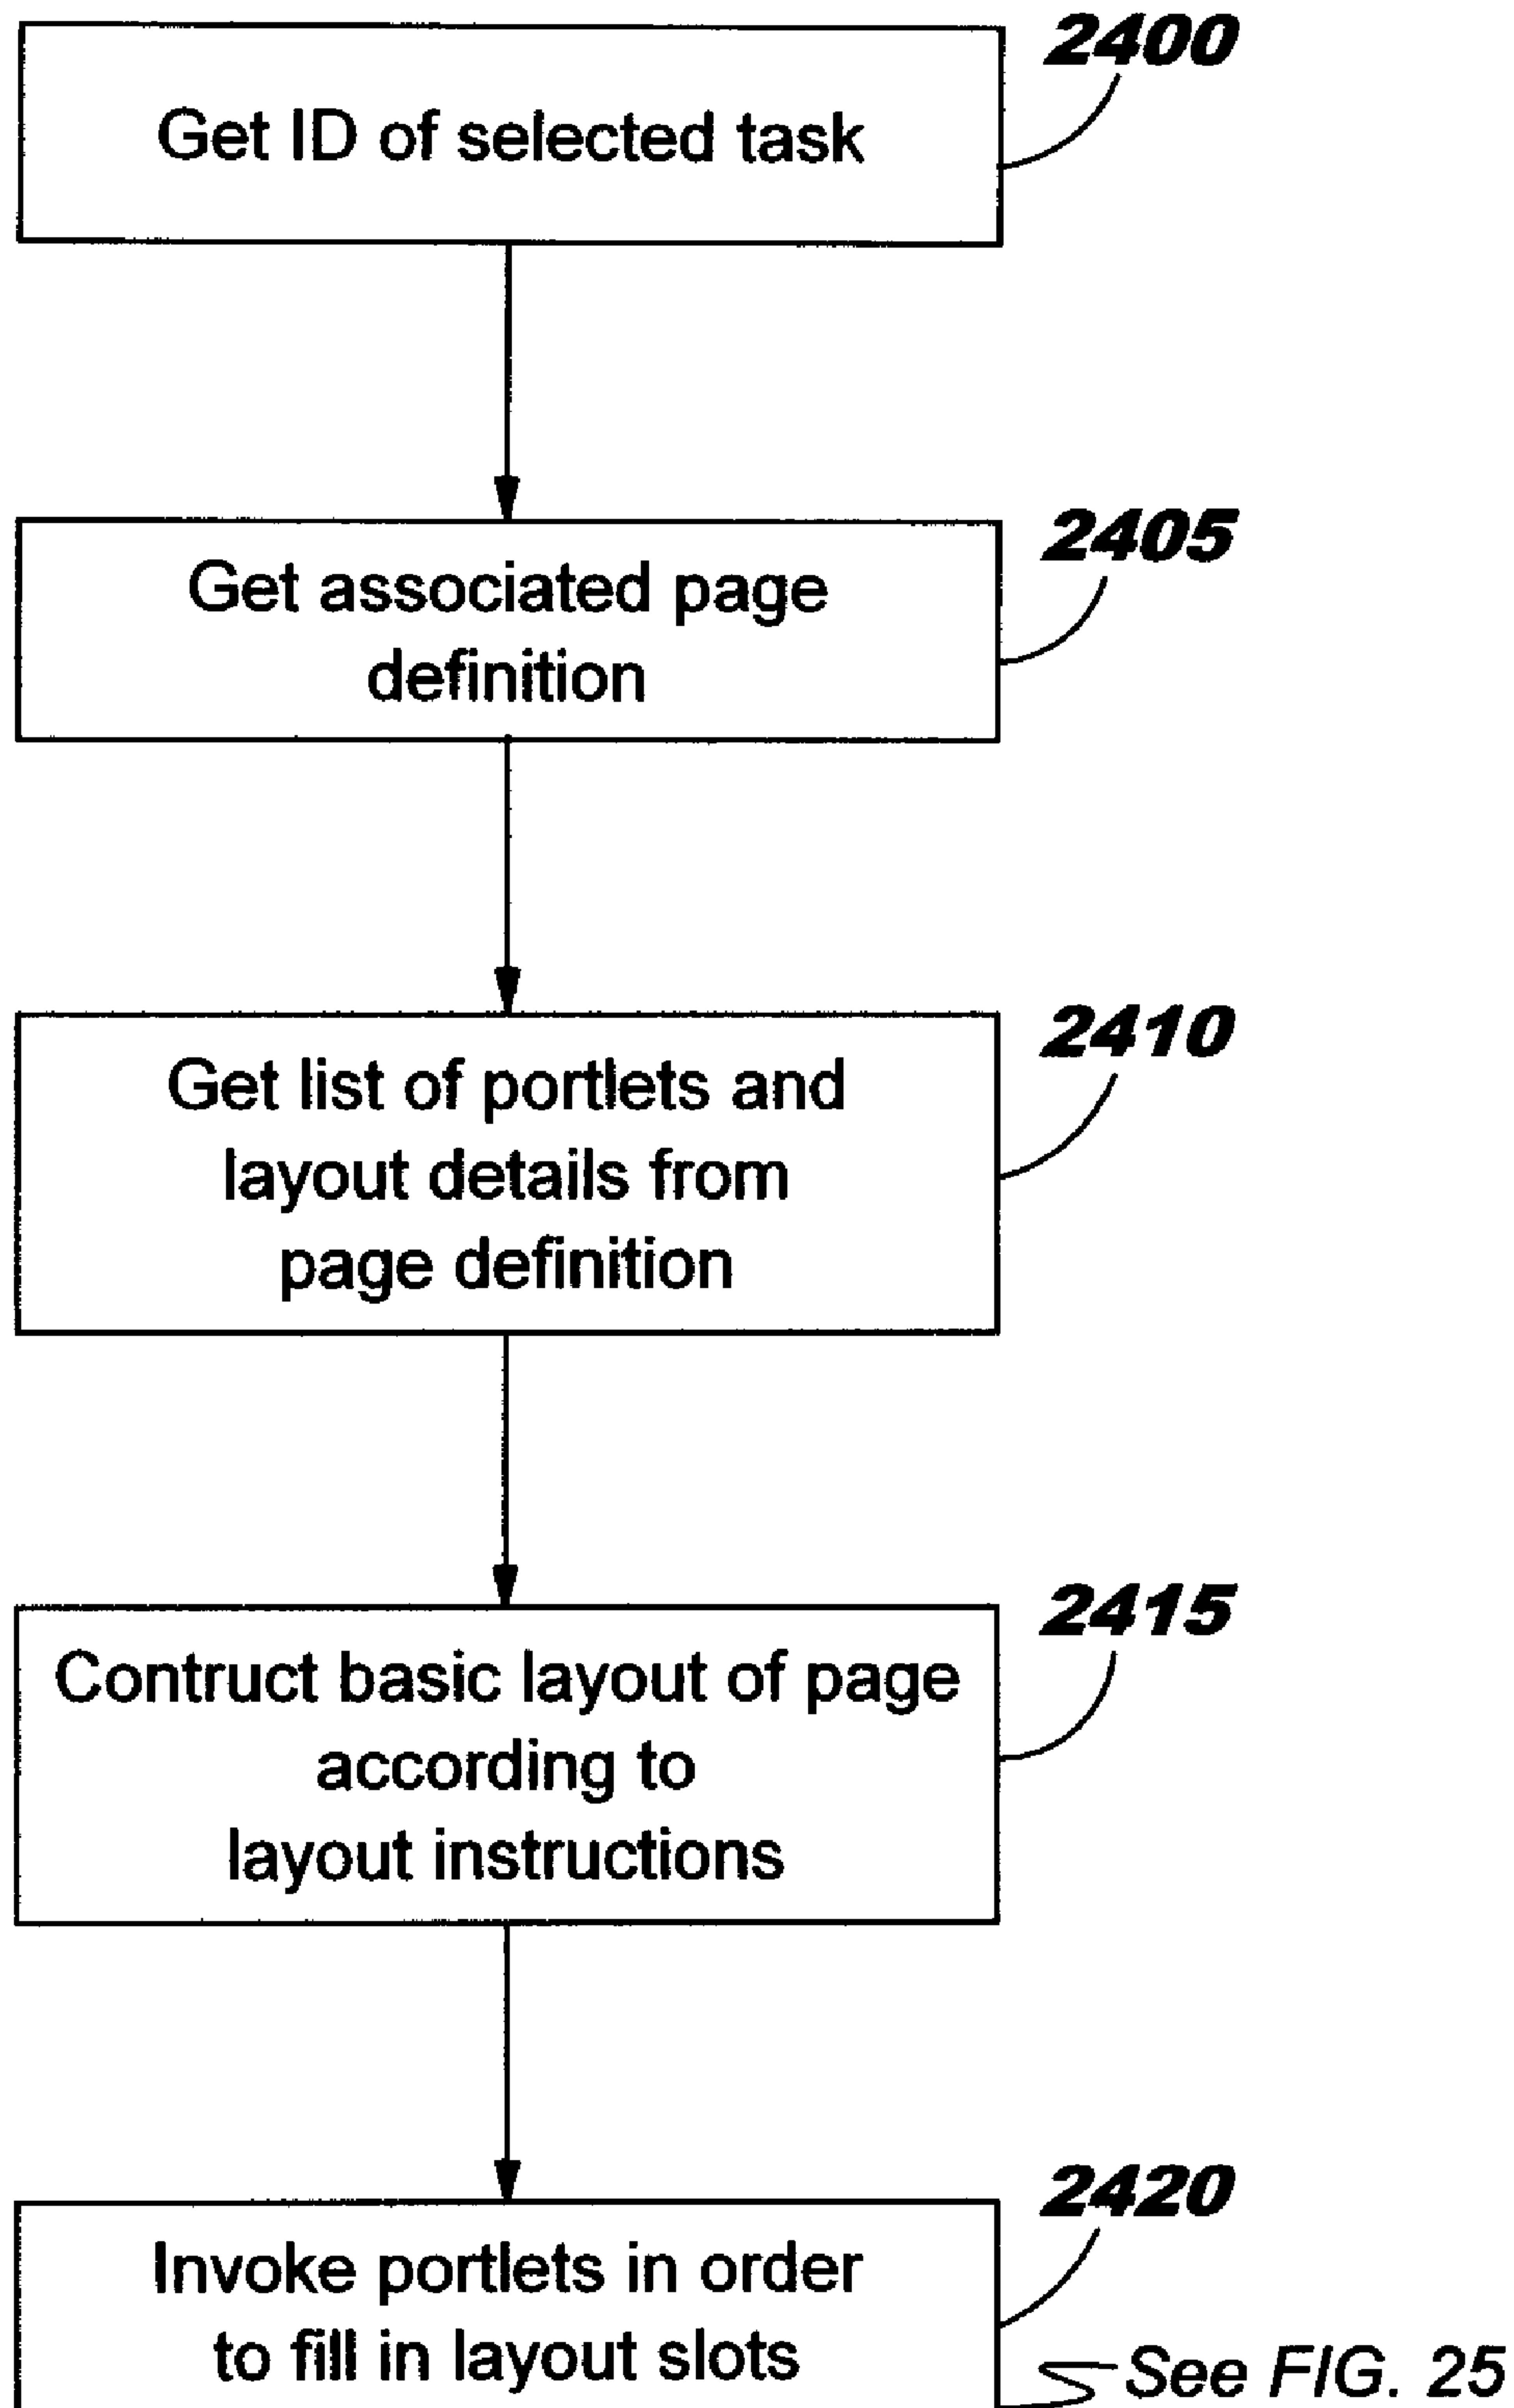 2400
Get ID of selected task
2405
Get associated page
definition
2410
Get list of portlets and
layout details from
page definition
2415
Contruct basic layout of page
according to
layout instructions
2420
Invoke portlets in order
to fill in layout slots
See FIG. 25